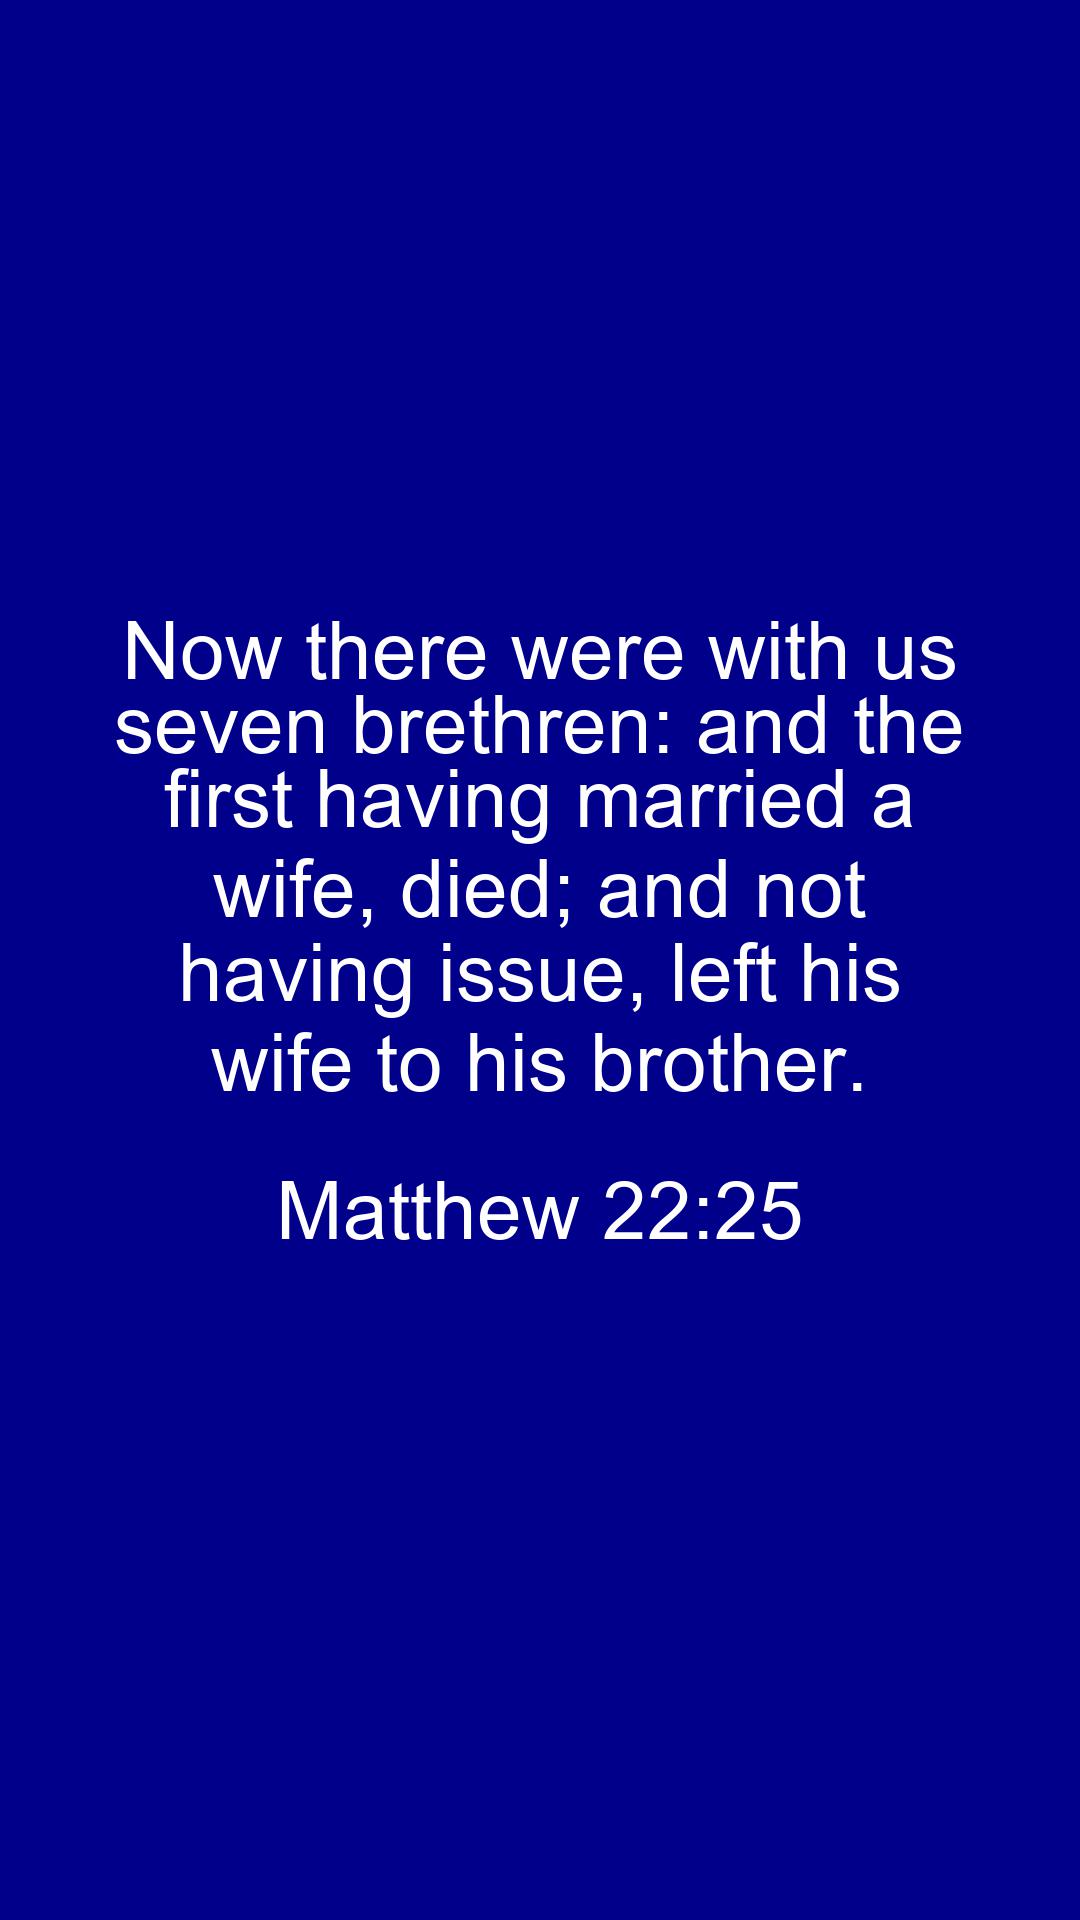 Now there were with us
seven brethren: and the
first having married a
wife, died; and not
having issue, left his
wife to his brother.
Matthew 22:25